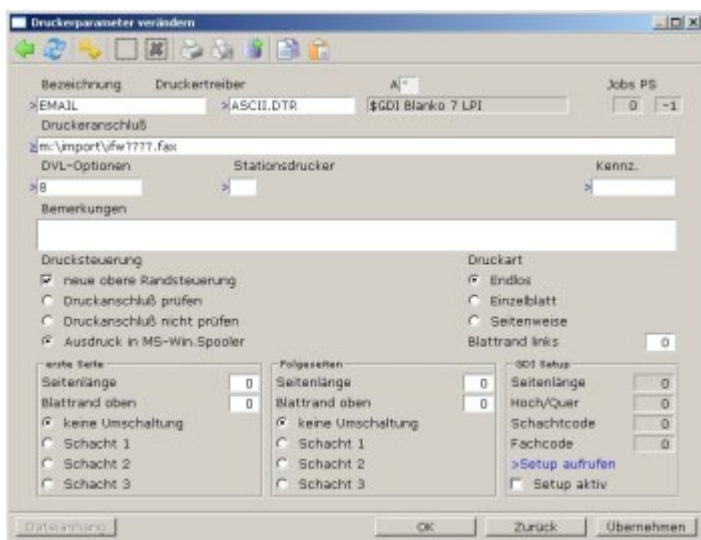 Druckerparameter verändern
Bezeichnung Druckertreiber A * Jobs PS
>EMAIL >ASCII.DTR $GDI Blanko 7 LPI 0 -1
Druckeranschluß
>m:\import\ifw????.fax
DVL-Optionen Stationsdrucker Kennz.
>8 > >
Bemerkungen
Drucksteuerung Druckart
neue obere Randsteuerung Endlos
Druckanschluß prüfen Einzelblatt
Druckanschluß nicht prüfen Seitenweise
Ausdruck in MS-Win.Spooler Blattrand links 0
erste Seite Folgeseiten GDI Setup
Seitenlänge 0 Seitenlänge 0 Seitenlänge 0
Blattrand oben 0 Blattrand oben 0 Hoch/Quer 0
keine Umschaltung keine Umschaltung Schachtcode 0
Schacht 1 Schacht 1 Fachcode 0
Schacht 2 Schacht 2 >Setup aufrufen
Schacht 3 Schacht 3 Setup aktiv
Dateianhang OK Zurück Übernehmen